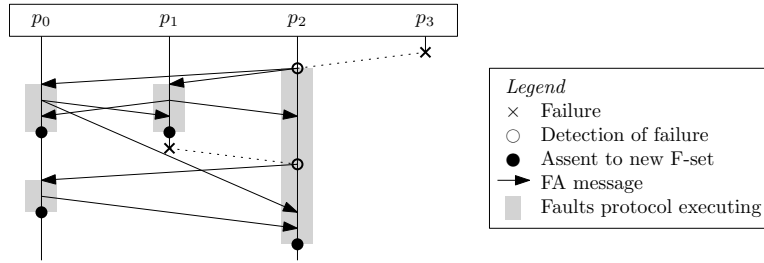 p0 p1 p2 p3
Legend
Failure
Detection of failure
Assent to new F-set
FA message
Faults protocol executing